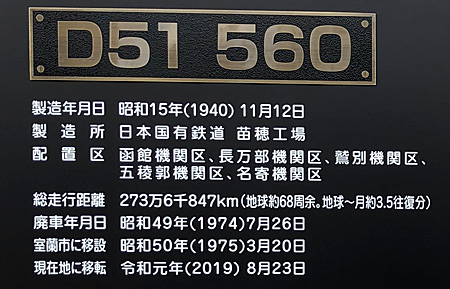 D51 560
製造年月日 昭和15年(1940) 11月12日
製造所 日本国有鉄道 苗穂工場
配置区 函館機関区、長万部機関区、鷲別機関区、
五稜郭機関区、名寄機関区
総走行距離 273万6千847km(地球約68周余。地球～月約3.5往復分)
廃車年月日 昭和49年(1974)7月26日
室蘭市に移設 昭和50年(1975)3月20日
現在地に移転 令和元年(2019) 8月23日